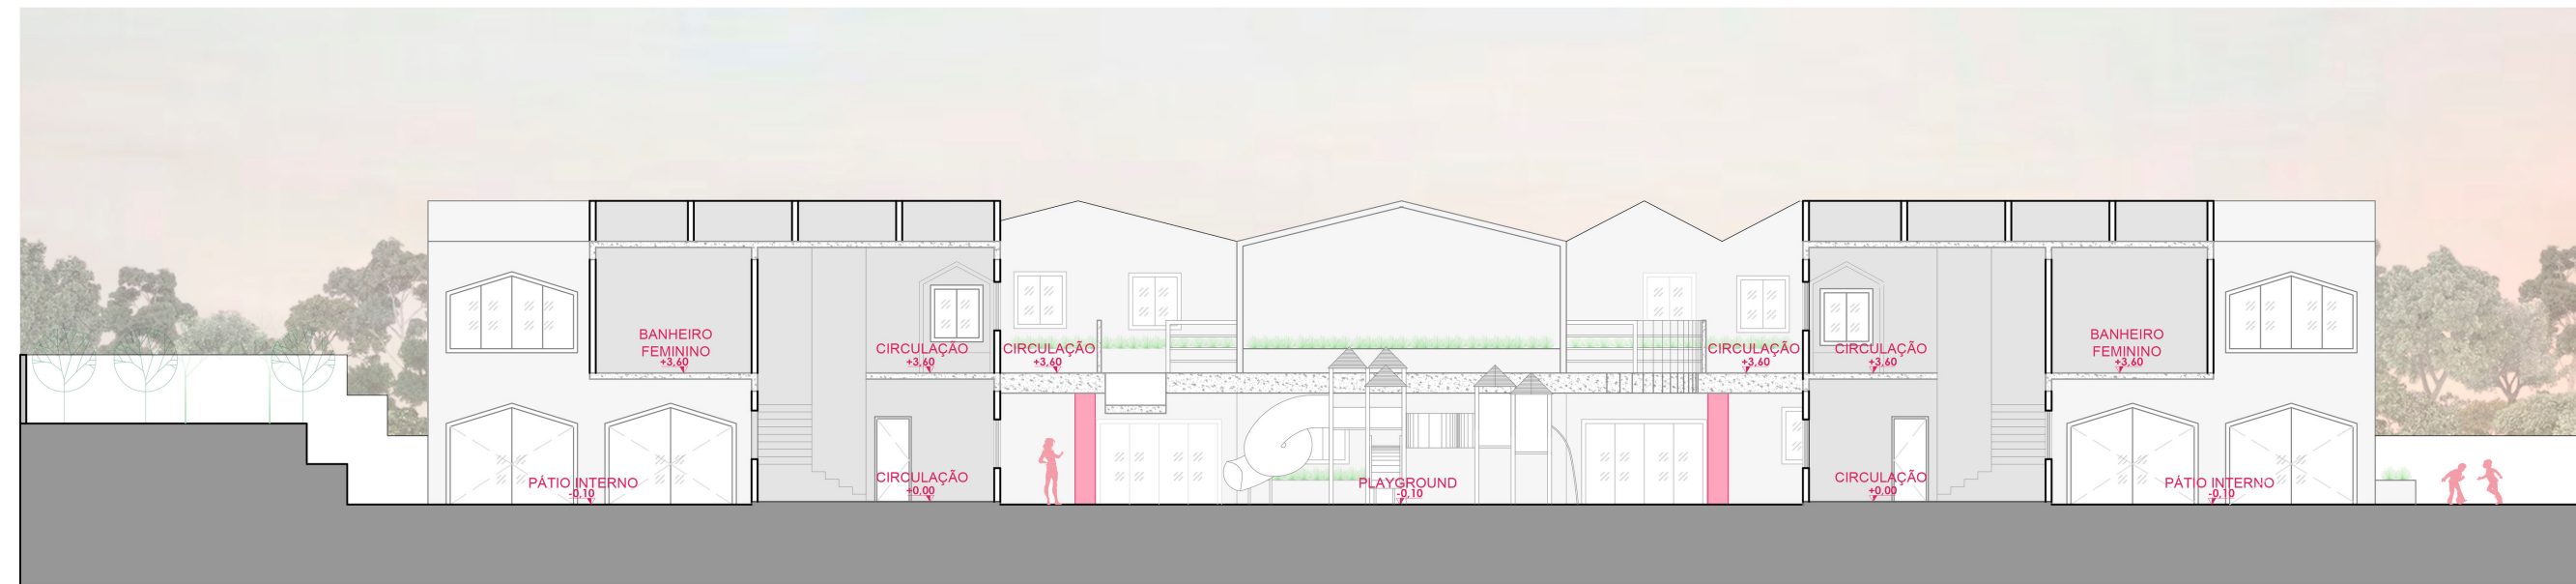 BANHEIRO
FEMININO
+3,60
CIRCULAÇÃO
+3,60
CIRCULAÇÃO
+3,60
CIRCULAÇÃO
+3,60
CIRCULAÇÃO
+3,60
BANHEIRO
FEMININO
+3,60
PÁTIO INTERNO
-0,10
CIRCULAÇÃO
+0,00
PLAYGROUND
-0,10
CIRCULAÇÃO
+0,00
PÁTIO INTERNO
-0,10